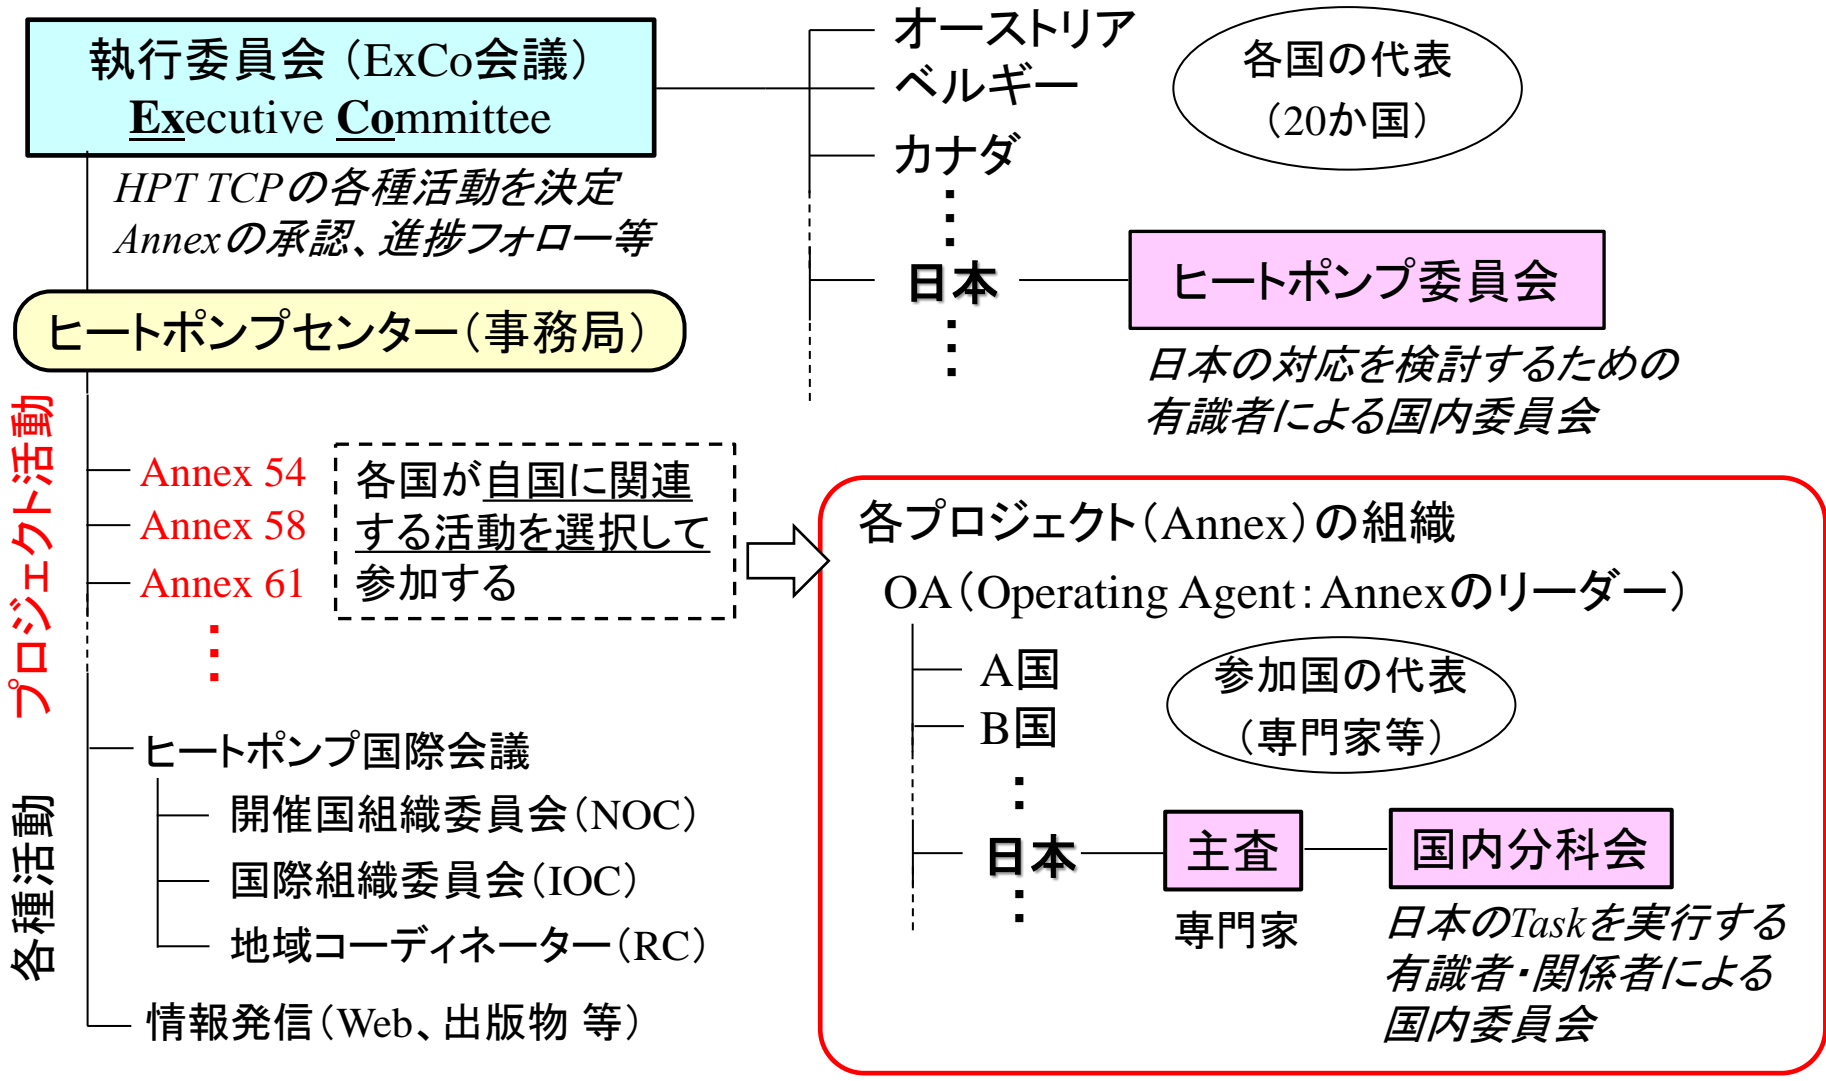 執行委員会（ExCo会議）
Executive Committee
HPT TCPの各種活動を決定
Annexの承認、進捗フォロー等
ヒートポンプセンター（事務局）
オーストリア
ベルギー
カナダ
日本
各国の代表
（20か国）
ヒートポンプ委員会
日本の対応を検討するための
有識者による国内委員会
プロジェクト活動
Annex 54
Annex 58
Annex 61
各国が自国に関連
する活動を選択して
参加する
各種活動
ヒートポンプ国際会議
開催国組織委員会（NOC）
国際組織委員会（IOC）
地域コーディネーター（RC）
情報発信（Web、出版物 等）
各プロジェクト（Annex）の組織
OA（Operating Agent：Annexのリーダー）
A国
B国
日本
参加国の代表
（専門家等）
主査
専門家
国内分科会
日本のTaskを実行する
有識者・関係者による
国内委員会